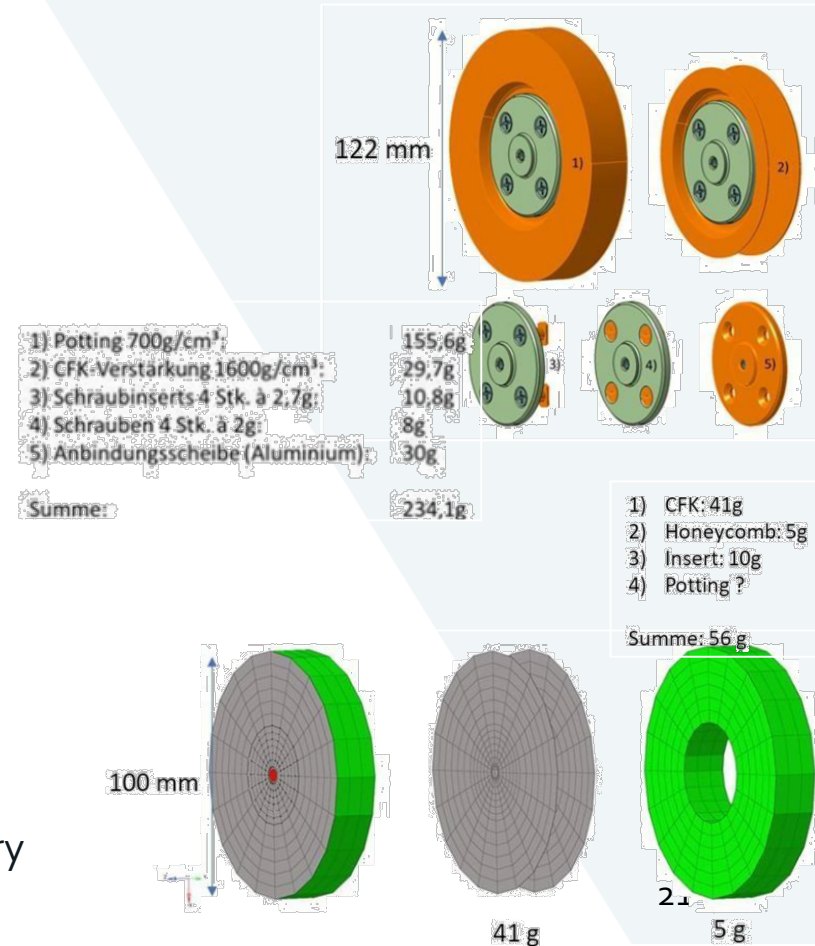 122 mm
1)
2)
3)
4)
5)
1) Potting 700g/cm³: 155,6g
2) CFK-Verstärkung 1600g/cm³: 29,7g
3) Schraubinserts 4 Stk. à 2,7g: 10,8g
4) Schrauben 4 Stk. à 2g: 8g
5) Anbindungsscheibe (Aluminium): 30g
Summe: 234,1g
1) CFK: 41g
2) Honeycomb: 5g
3) Insert: 10g
4) Potting ?
Summe: 56 g
100 mm
ry
21
41 g
5 g